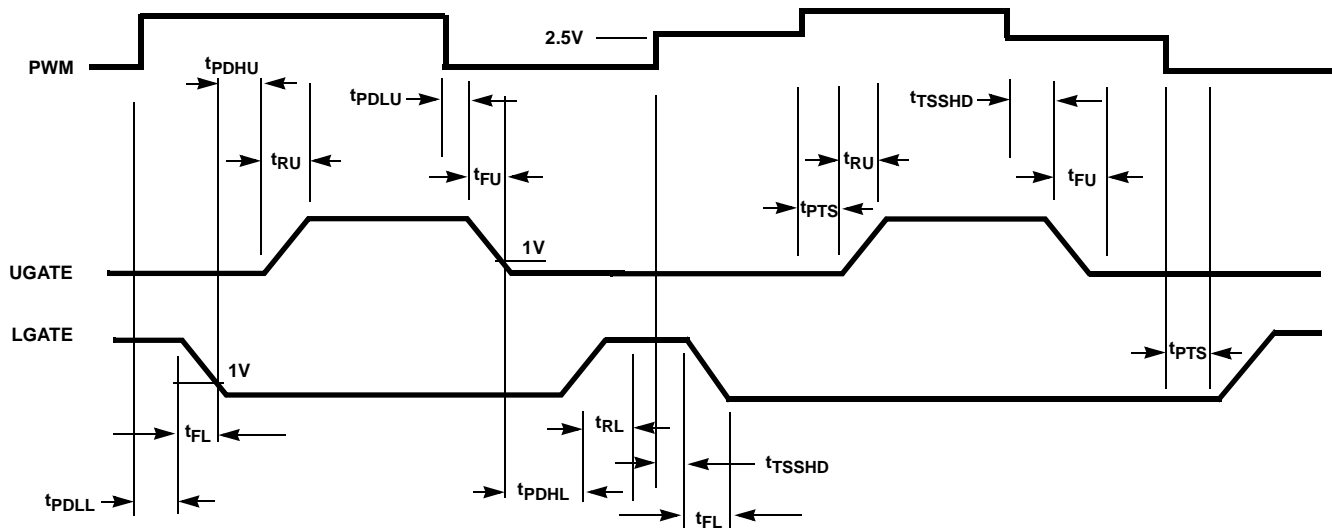 2.5V
PWM
tPDHU
tPDLU
tTSSHD
tRU
tFU
tRU
tFU
tPTS
1V
UGATE
LGATE
1V
tPTS
tFL
tRL
tTSSHD
tPDLL
tPDHL
tFL